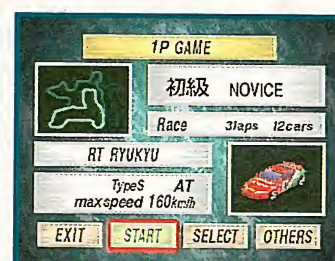 1P GAME
初級 NOVICE
Race 3laps 12cars
RT RYUKYU
TypeS AT
maxspeed 160km/h
EXIT START SELECT OTHERS